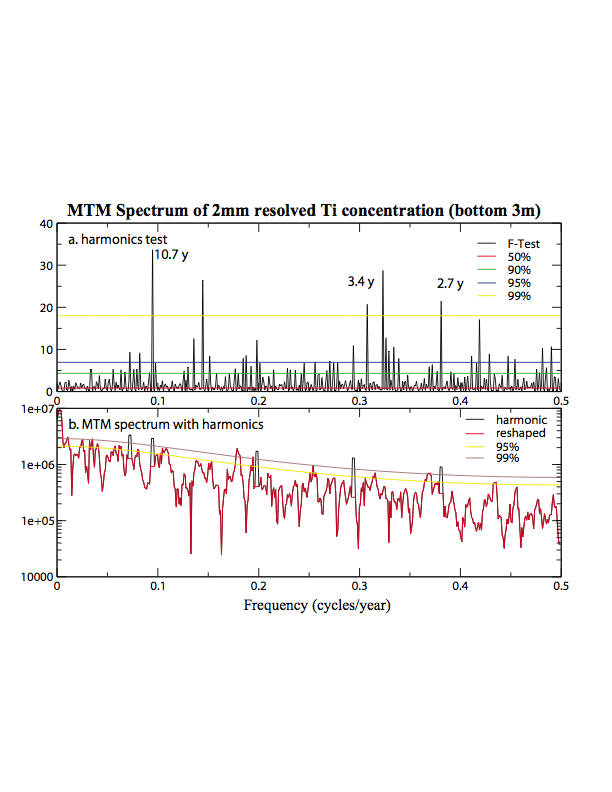 MTM Spectrum of 2mm resolved Ti concentration (bottom 3m)
40
a. harmonics test
10.7 y
3.4 y
2.7 y
F-Test
50%
90%
95%
99%
30
20
10
0
0 0.1 0.2 0.3 0.4 0.5
1e+07
b. MTM spectrum with harmonics
harmonic
reshaped
95%
99%
1e+06
1e+05
10000
0 0.1 0.2 0.3 0.4 0.5
Frequency (cycles/year)